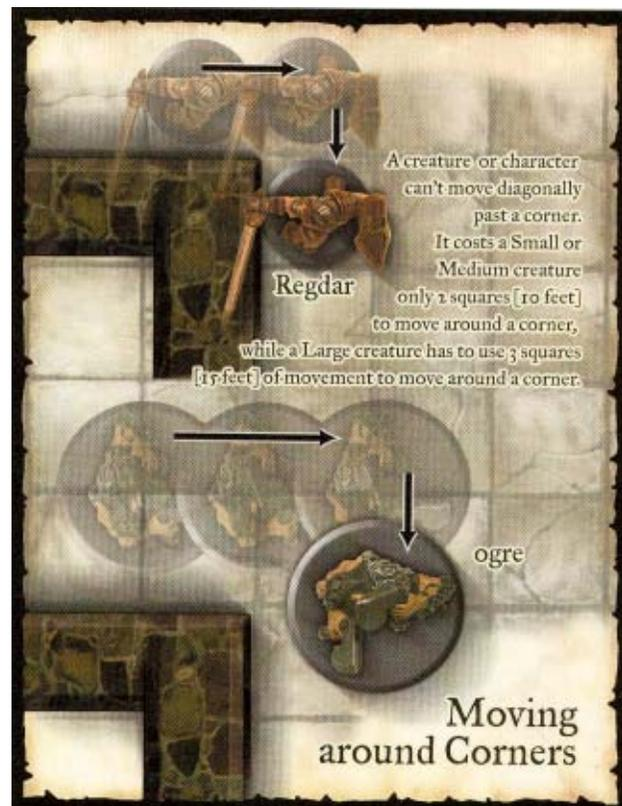 A creature or character
can't move diagonally
past a corner.
It costs a Small or
Medium creature
only 2 squares [10 feet]
to move around a corner,
while a Large creature has to use 3 squares
[15 feet] of movement to move around a corner.
Regdar
ogre
Moving
around Corners